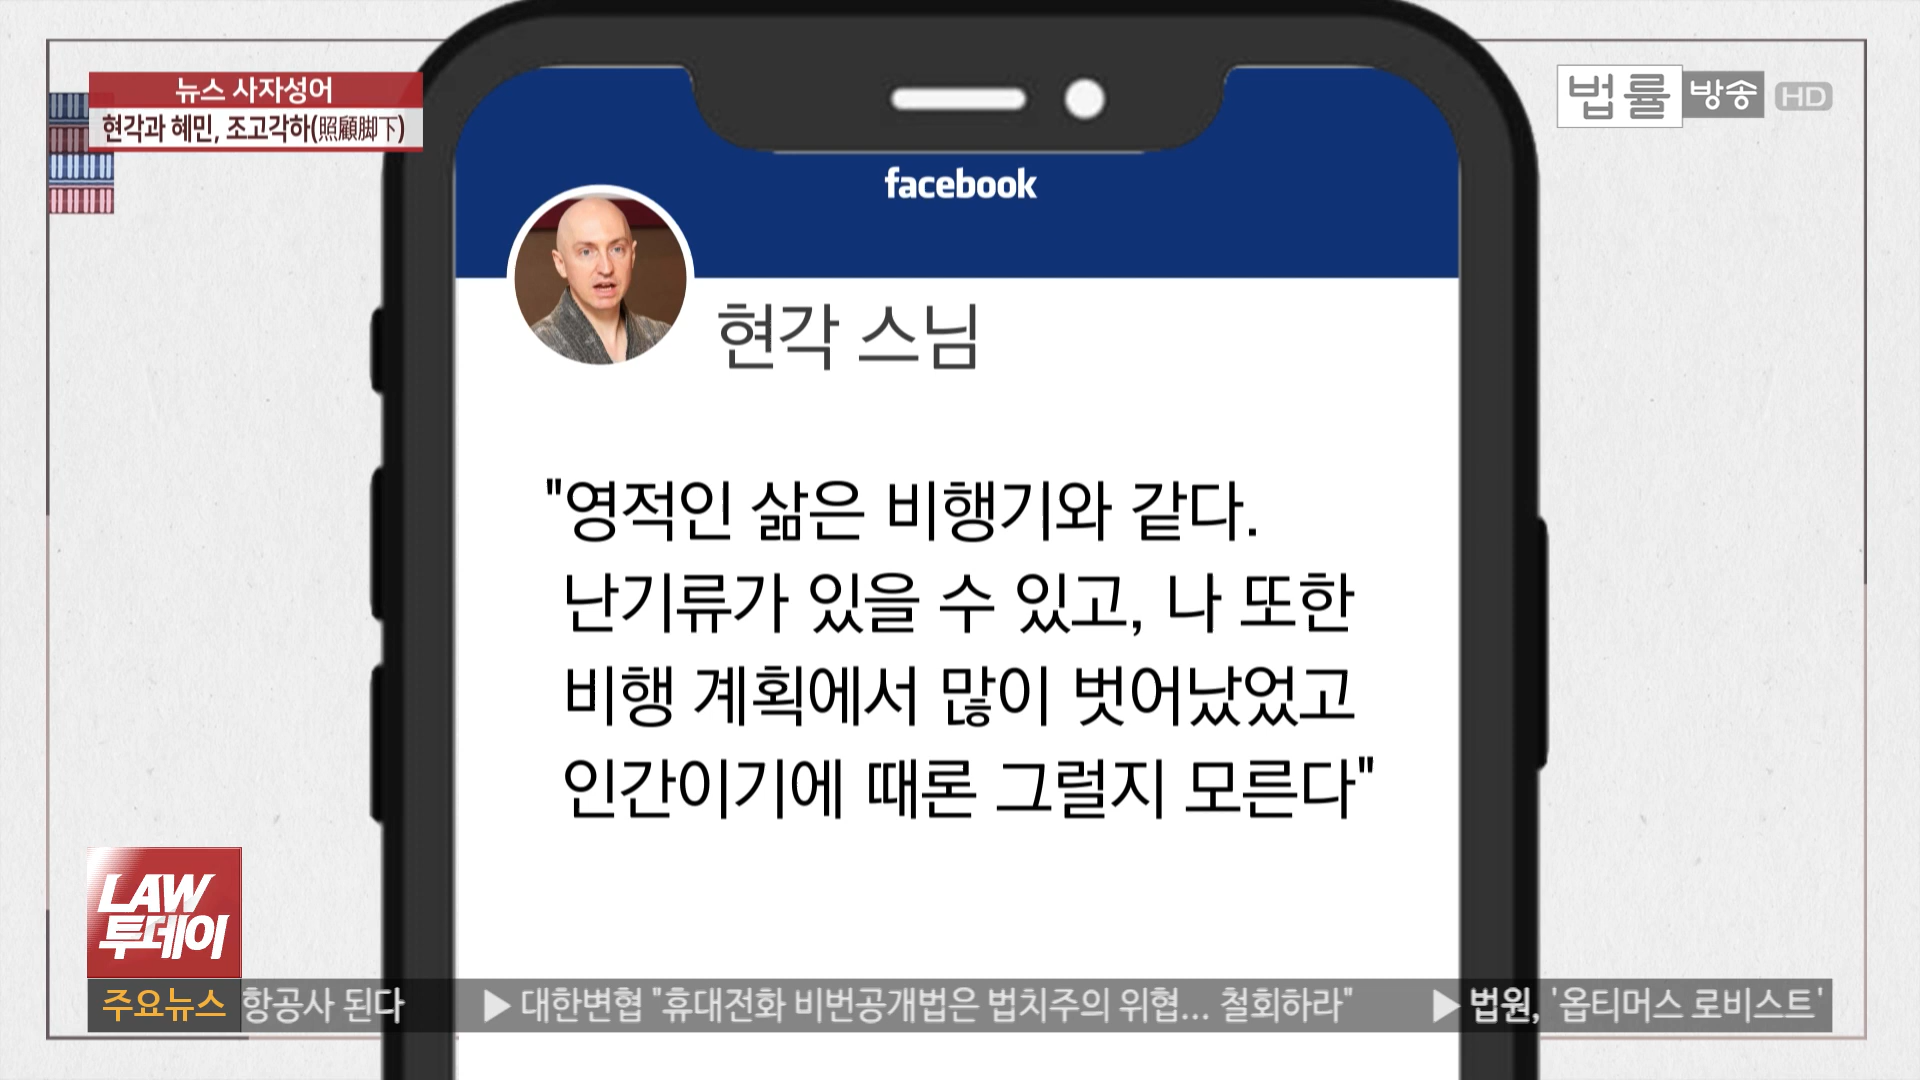 뉴스 사자성어
현각과 혜민, 조고각하(照顧脚下)
법률방송 HD
facebook
현각 스님
"영적인 삶은 비행기와 같다.
난기류가 있을 수 있고, 나 또한
비행 계획에서 많이 벗어났었고
인간이기에 때론 그럴지 모른다"
LAW
투데이
주요뉴스 항공사 된다 ▶대한변협 "휴대전화 비번공개법은 법치주의 위협... 철회하라" ▶법원, '옵티머스 로비스트'